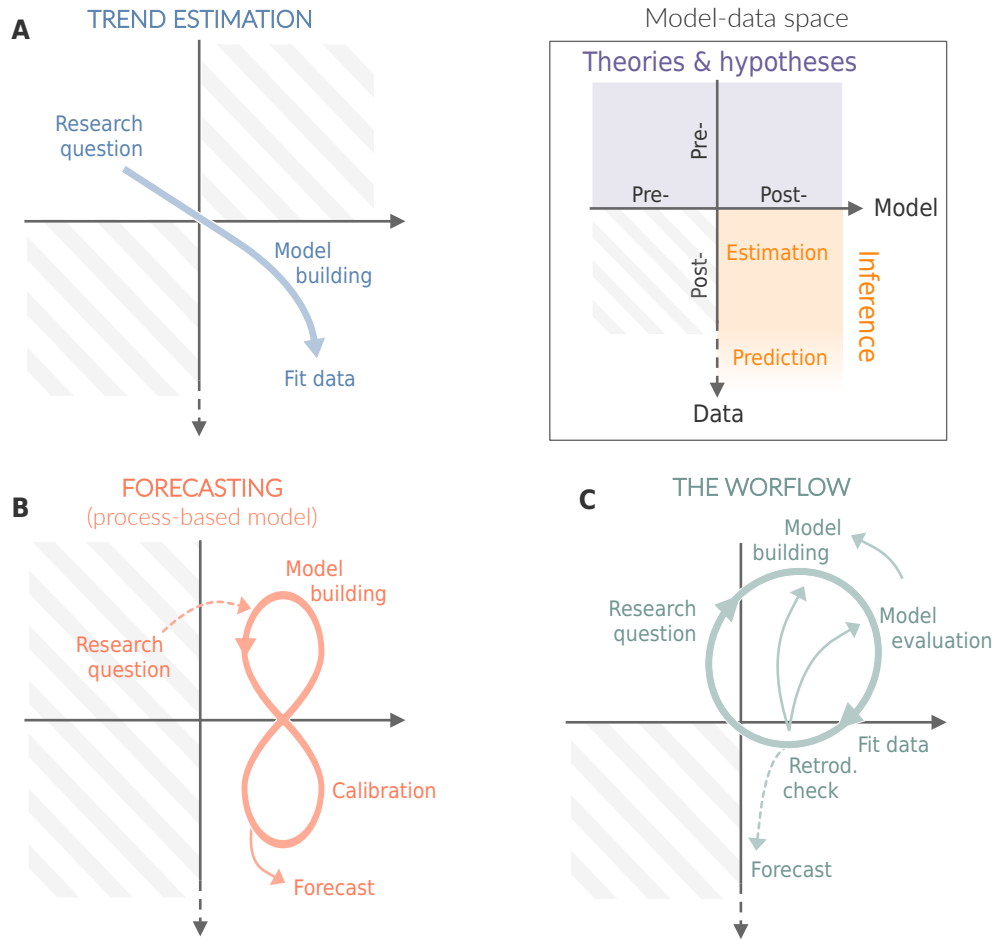 A
TREND ESTIMATION
Research
question
Model
building
Fit data
Model-data space
Theories & hypotheses
Pre-
Pre-
Post-
Model
Post-
Estimation
Inference
Prediction
Data
B
FORECASTING
(process-based model)
Model
building
Research
question
Calibration
Forecast
C
THE WORFLOW
Model
building
Research
question
Model
evaluation
Fit data
Retrod.
check
Forecast